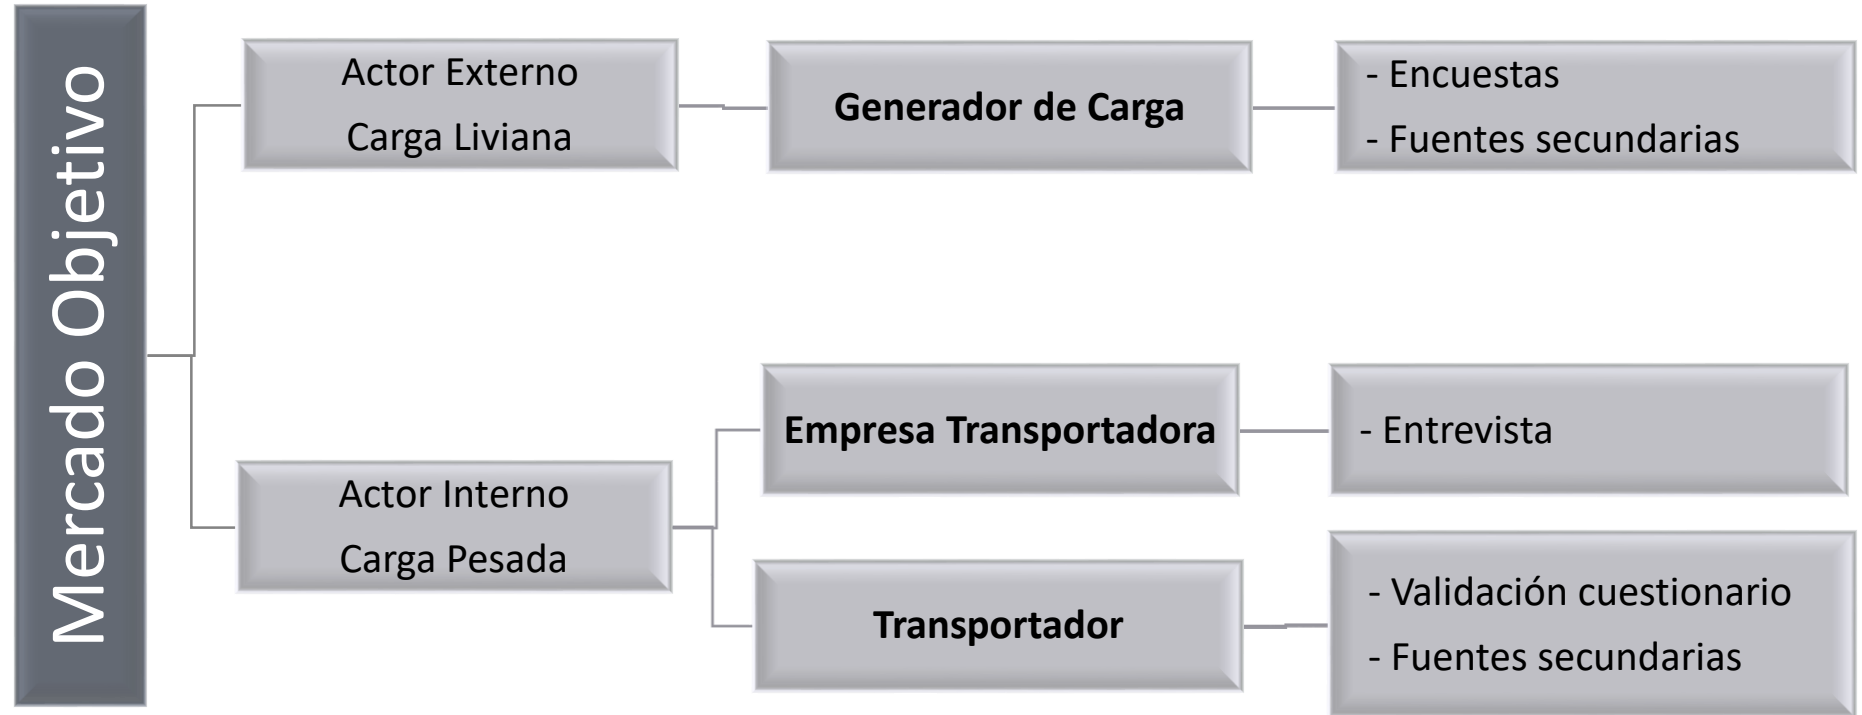 Mercado Objetivo
Actor Externo
Carga Liviana
Generador de Carga
- Encuestas
- Fuentes secundarias
Actor Interno
Carga Pesada
Empresa Transportadora
- Entrevista
Transportador
- Validación cuestionario
- Fuentes secundarias